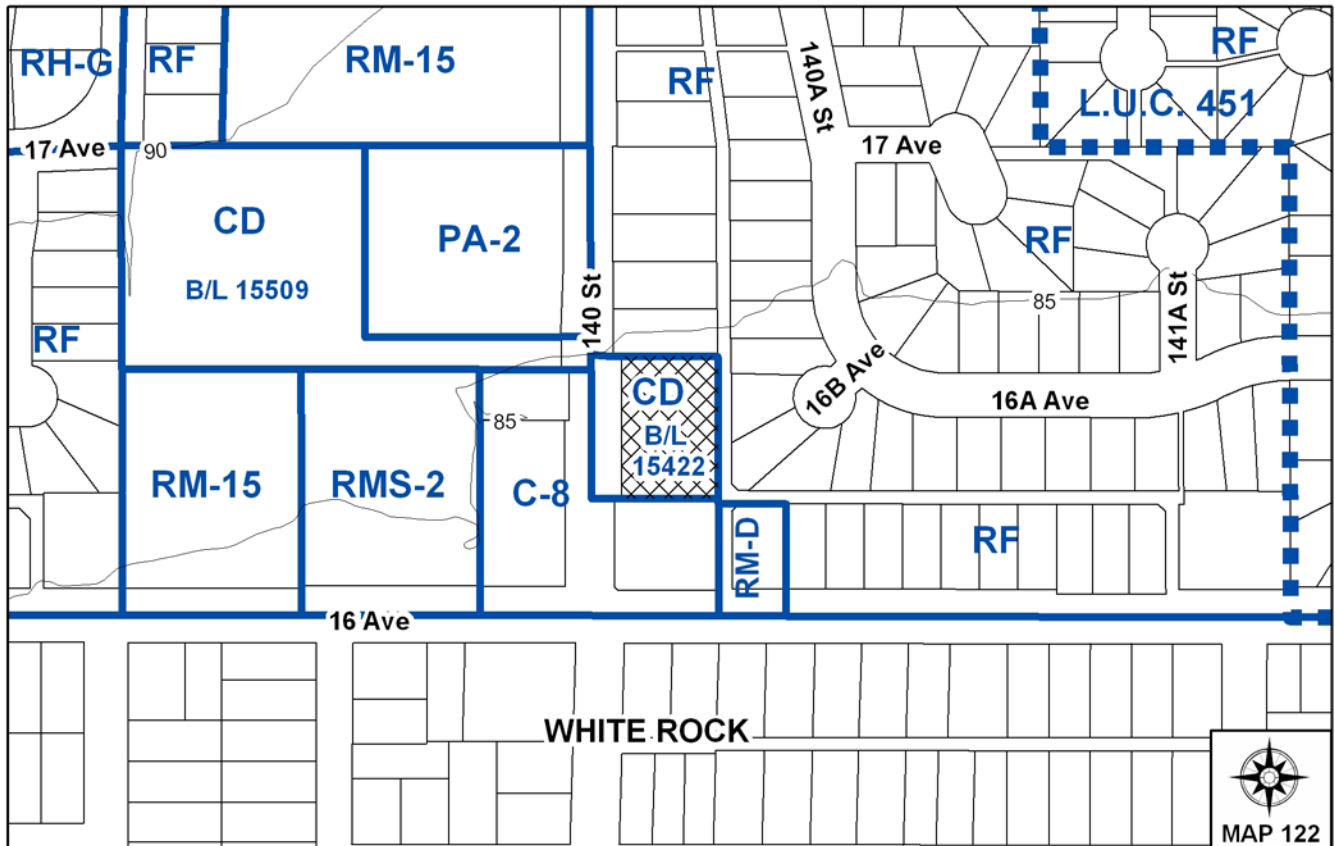 RH-G
RF
RM-15
RF
140A St
RF
L.U.C. 451
17 Ave
90
17 Ave
CD
B/L 15509
PA-2
140 St
RF
85
141A St
RF
16B Ave
16A Ave
CD
B/L
15422
85
RM-15
RMS-2
C-8
RM-D
RF
16 Ave
WHITE ROCK
MAP 122